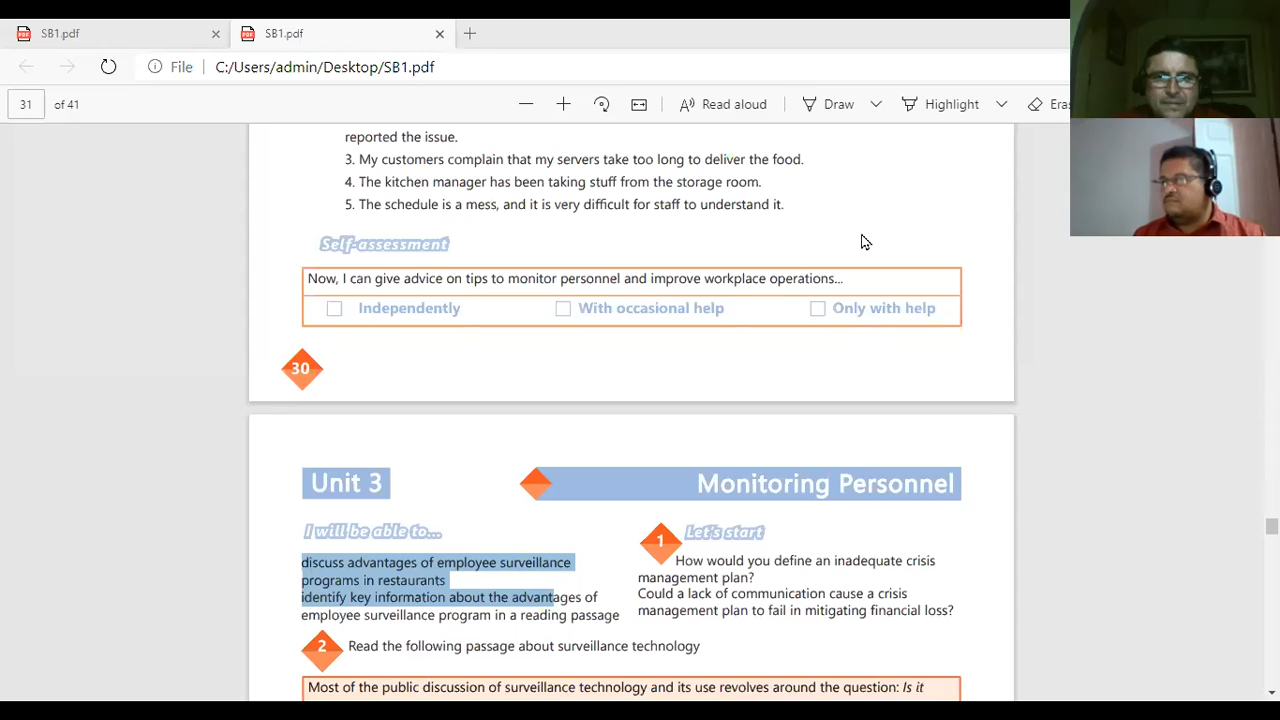 SB1.pdf
SB1.pdf
File C:/Users/admin/Desktop/SB1.pdf
31 of 41
Read aloud Draw Highlight Eras
reported the issue.
3. My customers complain that my servers take too long to deliver the food.
4. The kitchen manager has been taking stuff from the storage room.
5. The schedule is a mess, and it is very difficult for staff to understand it.
Self-assessment
Now, I can give advice on tips to monitor personnel and improve workplace operations...
Independently With occasional help Only with help
30
Unit 3 Monitoring Personnel
I will be able to...
discuss advantages of employee surveillance
programs in restaurants
identify key information about the advantages of
employee surveillance program in a reading passage
1 Let's start
How would you define an inadequate crisis
management plan?
Could a lack of communication cause a crisis
management plan to fail in mitigating financial loss?
2 Read the following passage about surveillance technology
Most of the public discussion of surveillance technology and its use revolves around the question: Is it